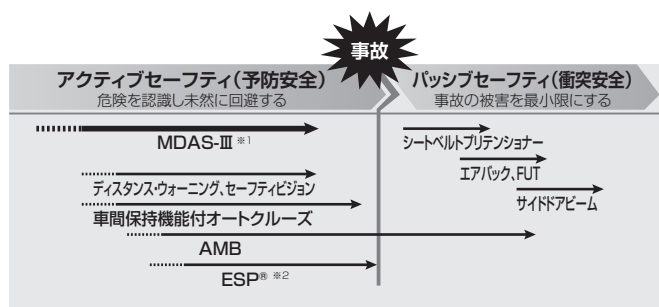 事故
アクティブセーフティ(予防安全)
危険を認識し未然に回避する
パッシブセーフティ(衝突安全)
事故の被害を最小限にする
MDAS-Ⅲ ※1
ディスタンス・ウォーニング、セーフティビジョン
車間保持機能付オートクルーズ
AMB
ESP® ※2
シートベルトプリテンショナー
エアバック、FUT
サイドドアビーム